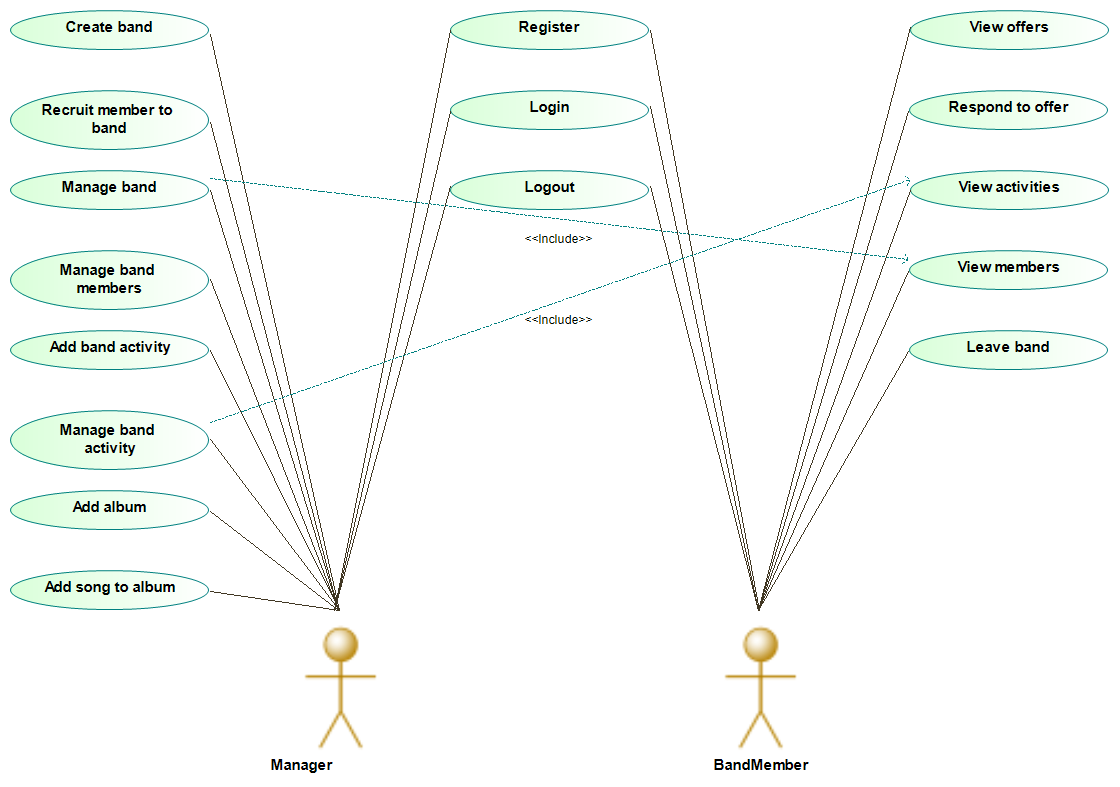 Create band
Register
View offers
Recruit member to
band
Login
Respond to offer
Manage band
Logout
View activities
<<Include>>
Manage band
members
View members
<<Include>>
Add band activity
Leave band
Manage band
activity
Add album
Add song to album
Manager
BandMember